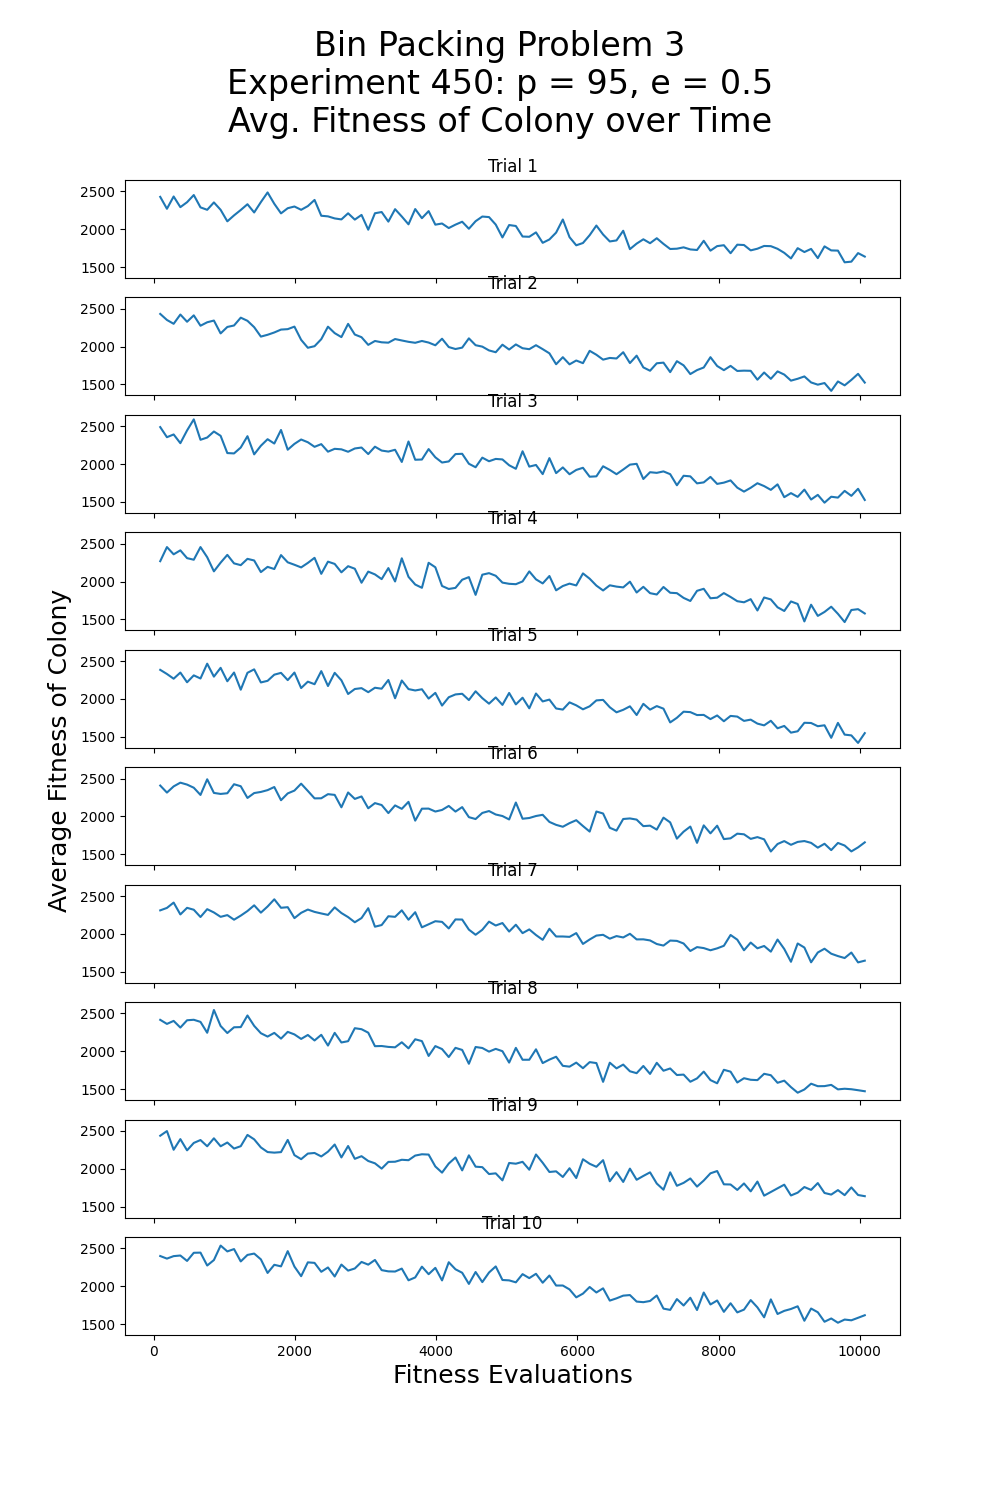 Bin Packing Problem 3
Experiment 450: p = 95, e = 0.5
Avg. Fitness of Colony over Time
Trial 1
2500
2000
1500
Trial 2
2500
2000
1500
Trial 3
2500
2000
1500
Trial 4
2500
2000
1500
Trial 5
2500
2000
1500
Trial 6
2500
2000
1500
Trial 7
2500
2000
1500
Trial 8
2500
2000
1500
Trial 9
2500
2000
1500
Trial 10
2500
2000
1500
0 2000 4000 6000 8000 10000
Fitness Evaluations
Average Fitness of Colony